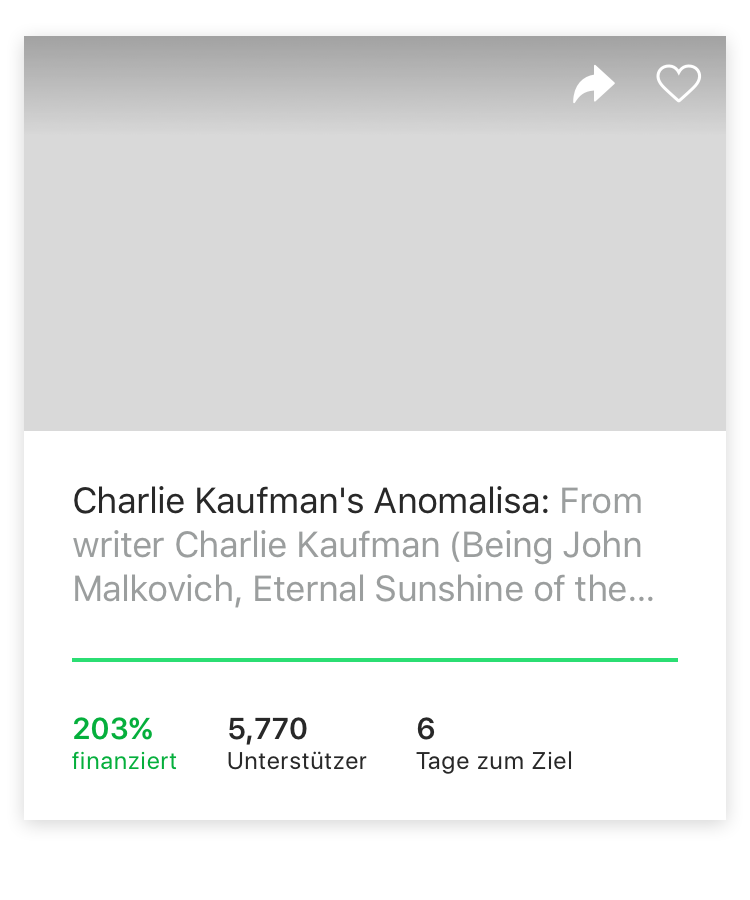 Charlie Kaufman's Anomalisa: From
writer Charlie Kaufman (Being John
Malkovich, Eternal Sunshine of the...
203% 5,770 6
finanziert Unterstützer Tage zum Ziel